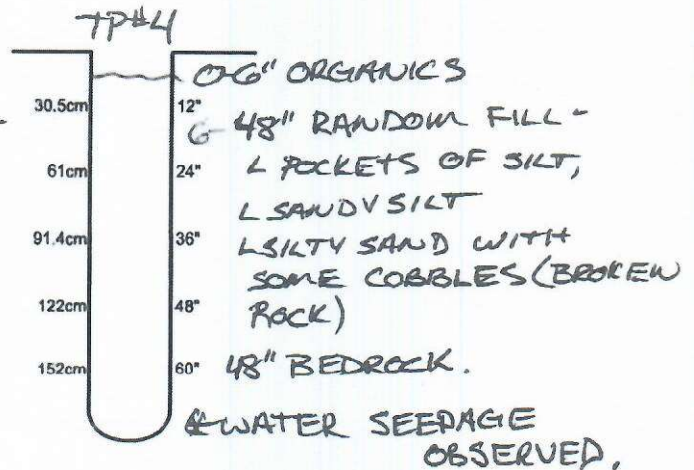 TP#4
0-6" ORGANICS
30.5cm 12" 6- 48" RANDOM FILL -
61cm 24" L POCKETS OF SILT,
L SANDY SILT
91.4cm 36" L SILTY SAND WITH
SOME COBBLES (BROKEN
122cm 48" ROCK)
152cm 60" 48" BEDROCK.
WATER SEEPAGE
OBSERVED.